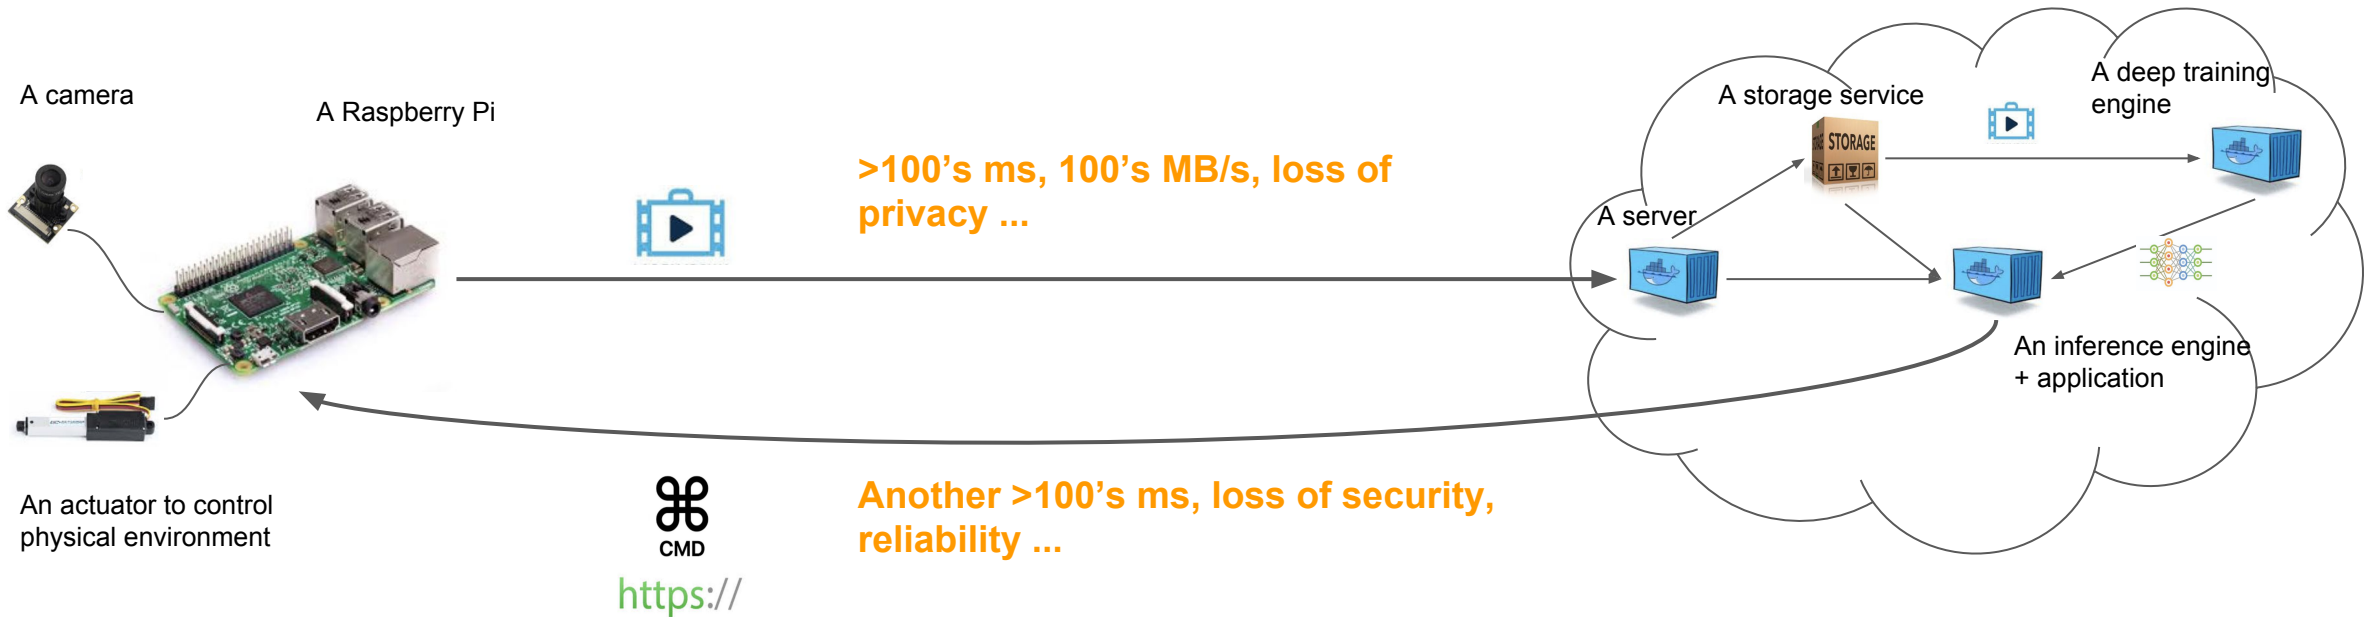 A camera
A Raspberry Pi
>100's ms, 100's MB/s, loss of
privacy ...
A storage service
STORAGE
A deep training
engine
A server
An inference engine
+ application
An actuator to control
physical environment
CMD
https://
Another >100's ms, loss of security,
reliability ...